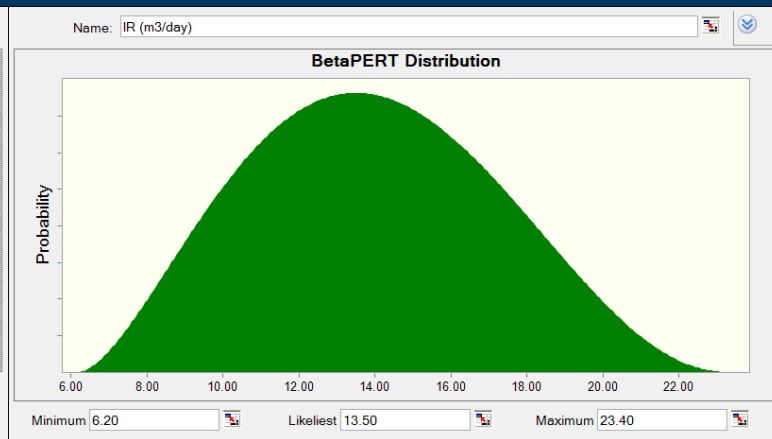 Name: IR (m3/day)
BetaPERT Distribution
Probability
6.00 8.00 10.00 12.00 14.00 16.00 18.00 20.00 22.00
Minimum 6.20 Likeliest 13.50 Maximum 23.40